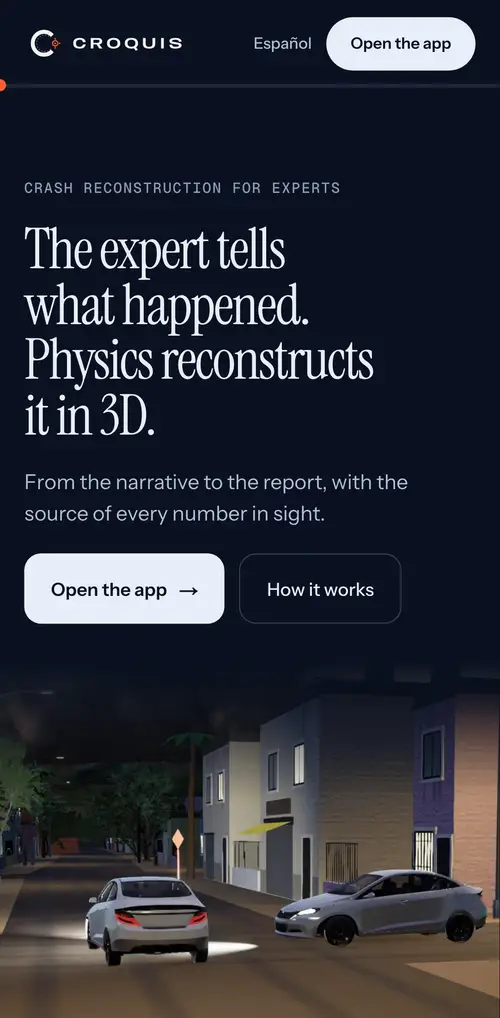 CROQUIS
Español
Open the app
CRASH RECONSTRUCTION FOR EXPERTS
The expert tells
what happened.
Physics reconstructs
it in 3D.
From the narrative to the report, with the
source of every number in sight.
Open the app →
How it works